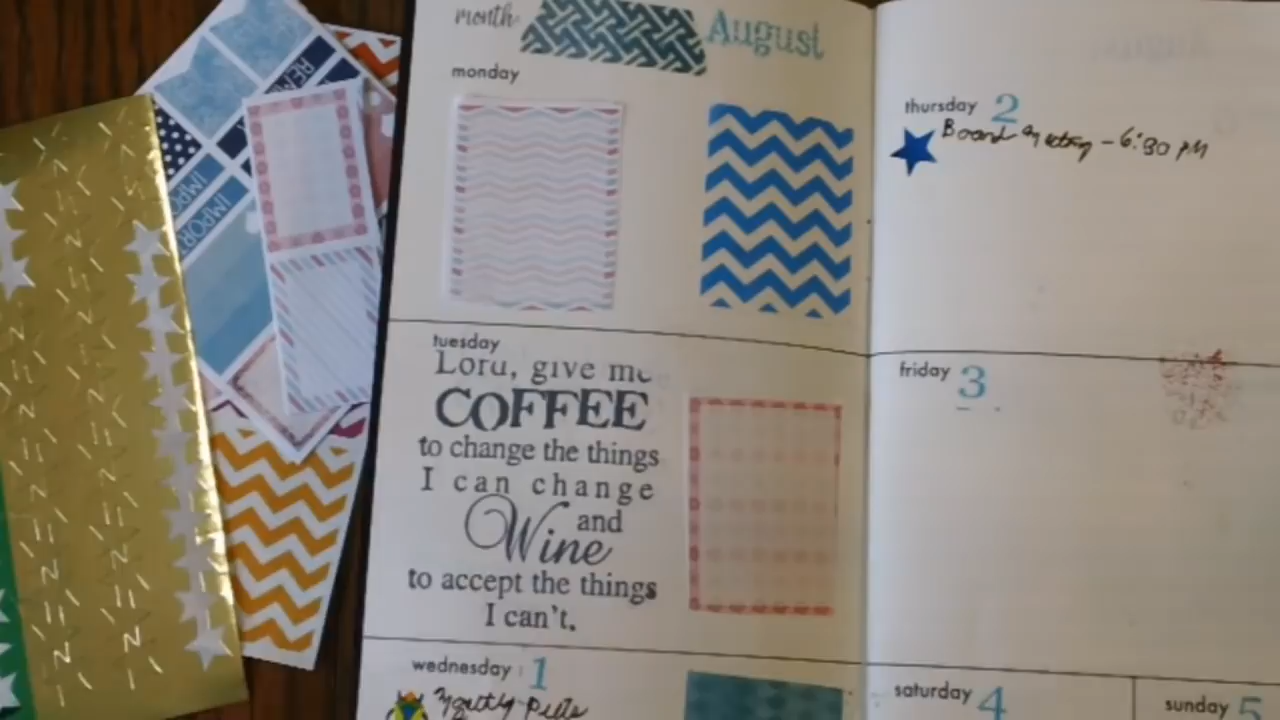 month: August
monday
tuesday
Lord, give me
COFFEE
to change the things
I can change
and
Wine
to accept the things
I can't.
wednesday 1
thursday 2
Board Meeting - 6:30 PM
friday 3
saturday 4
sunday 5
IMPORT